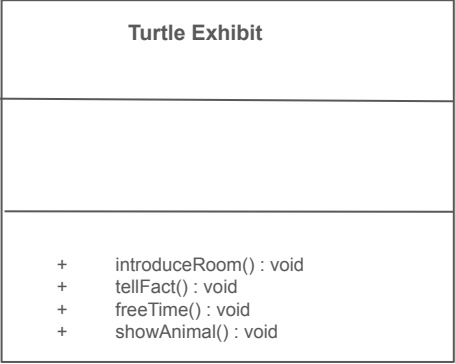 Turtle Exhibit
+ introduceRoom() : void
+ tellFact() : void
+ freeTime() : void
+ showAnimal() : void